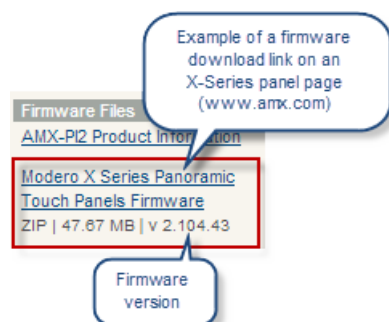 Example of a firmware
download link on an
X-Series panel page
(www.amx.com)
Firmware Files
AMX-PI2 Product Information
Modero X Series Panoramic
Touch Panels Firmware
ZIP | 47.67 MB | v 2.104.43
Firmware
version